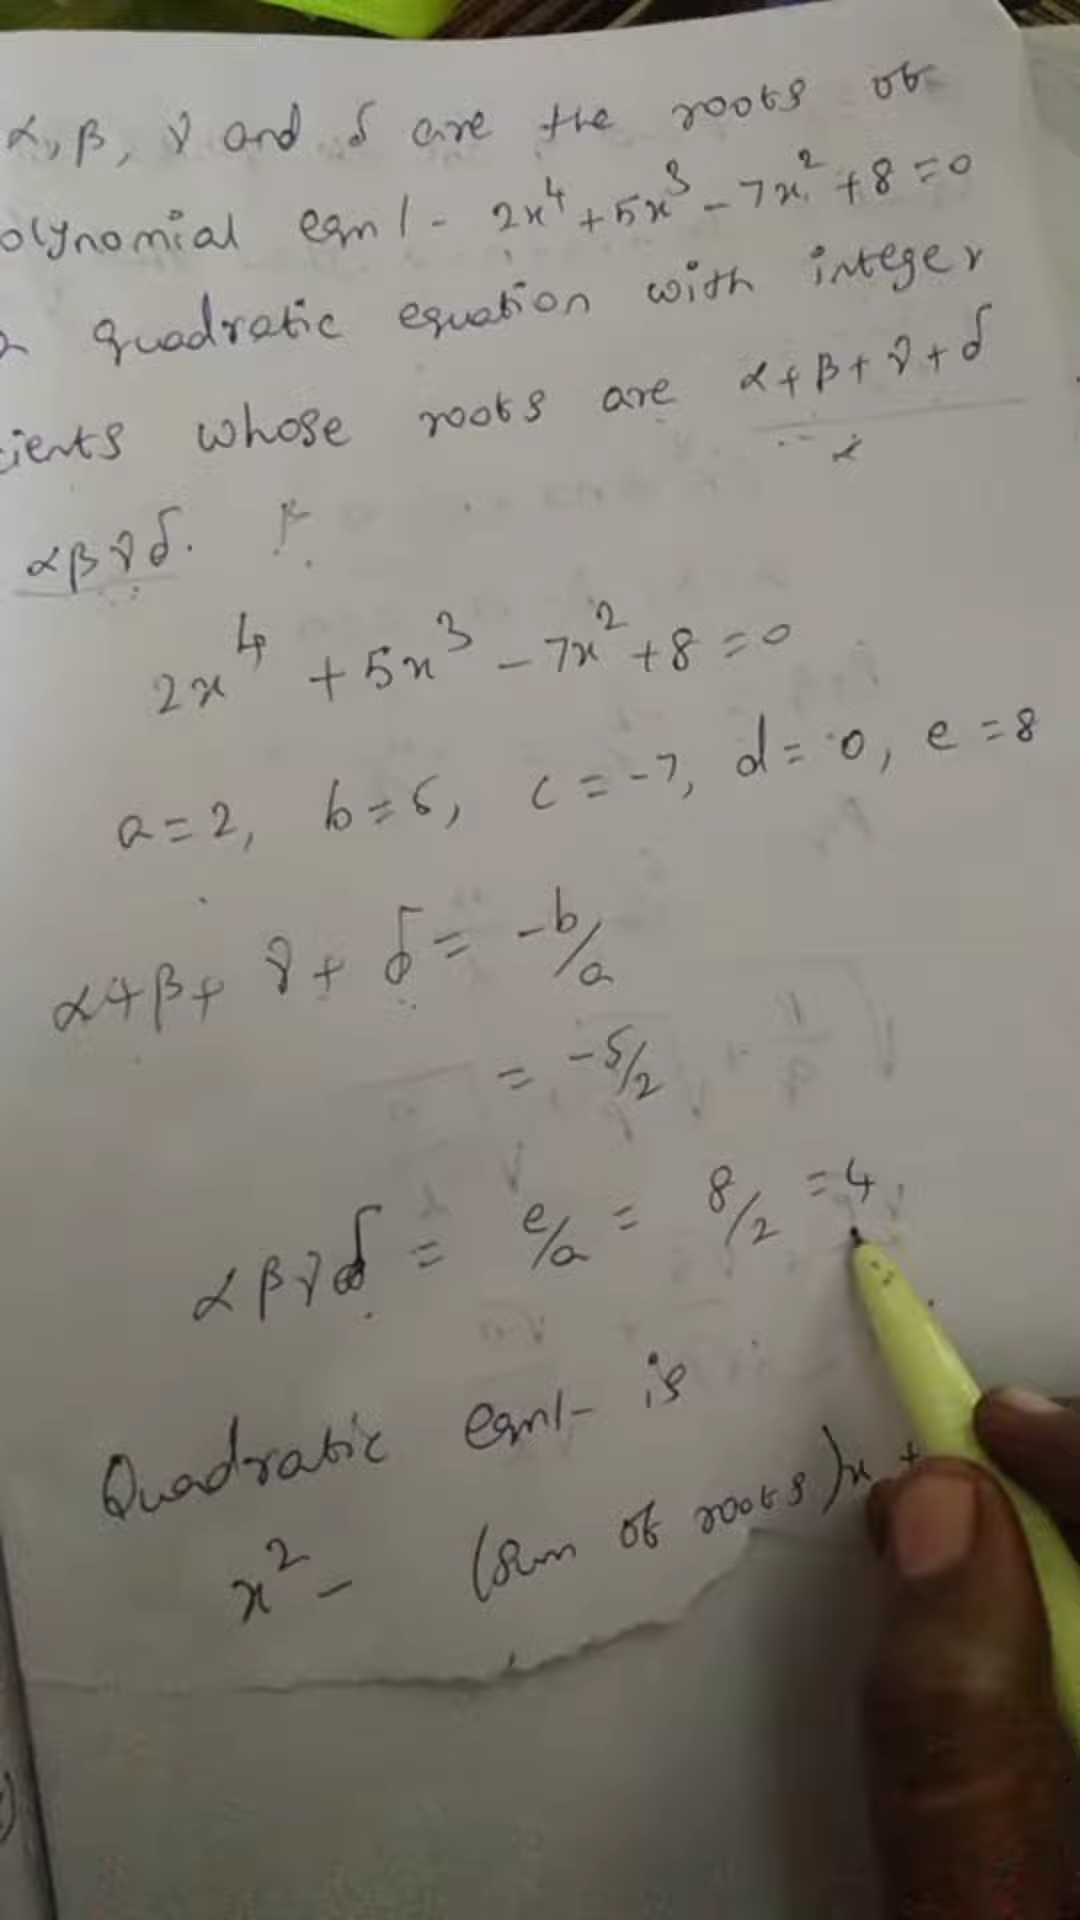 α, β, γ and δ are the roots of
olynomial eqn/- 2x⁴ + 5x³ - 7x² + 8 = 0
quadratic equation with integer
cients whose roots are α + β + γ + δ
αβγδ.
2x⁴ + 5x³ - 7x² + 8 = 0
a = 2, b = 5, c = -7, d = 0, e = 8
α + β + γ + δ = -b/a
= -5/2
αβγδ = e/a = 8/2 = 4
Quadratic eqn/- is
x² - (sum of roots)x +